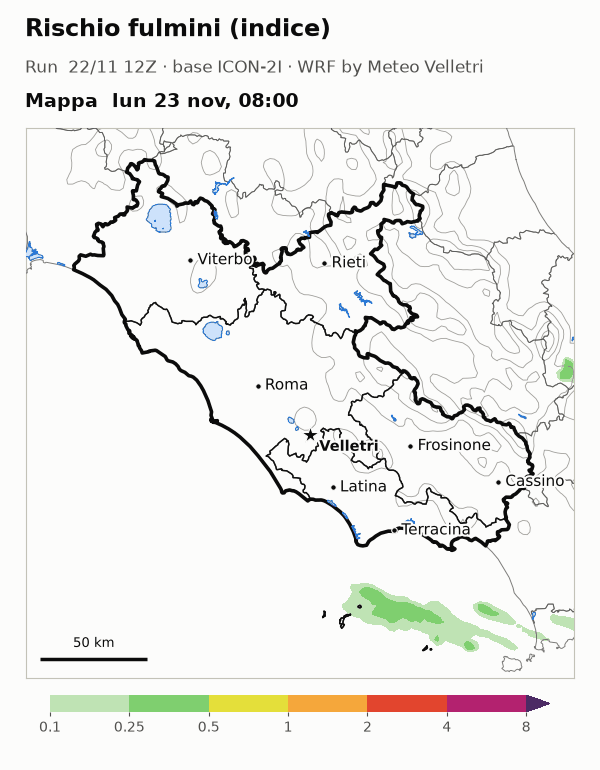 Rischio fulmini (indice)
Run  22/11 12Z · base ICON-2I · WRF by Meteo Velletri
Mappa  lun 23 nov, 08:00
Viterbo
Rieti
Roma
Velletri
Frosinone
Latina
Cassino
Terracina
50 km
0.1 0.25 0.5 1 2 4 8